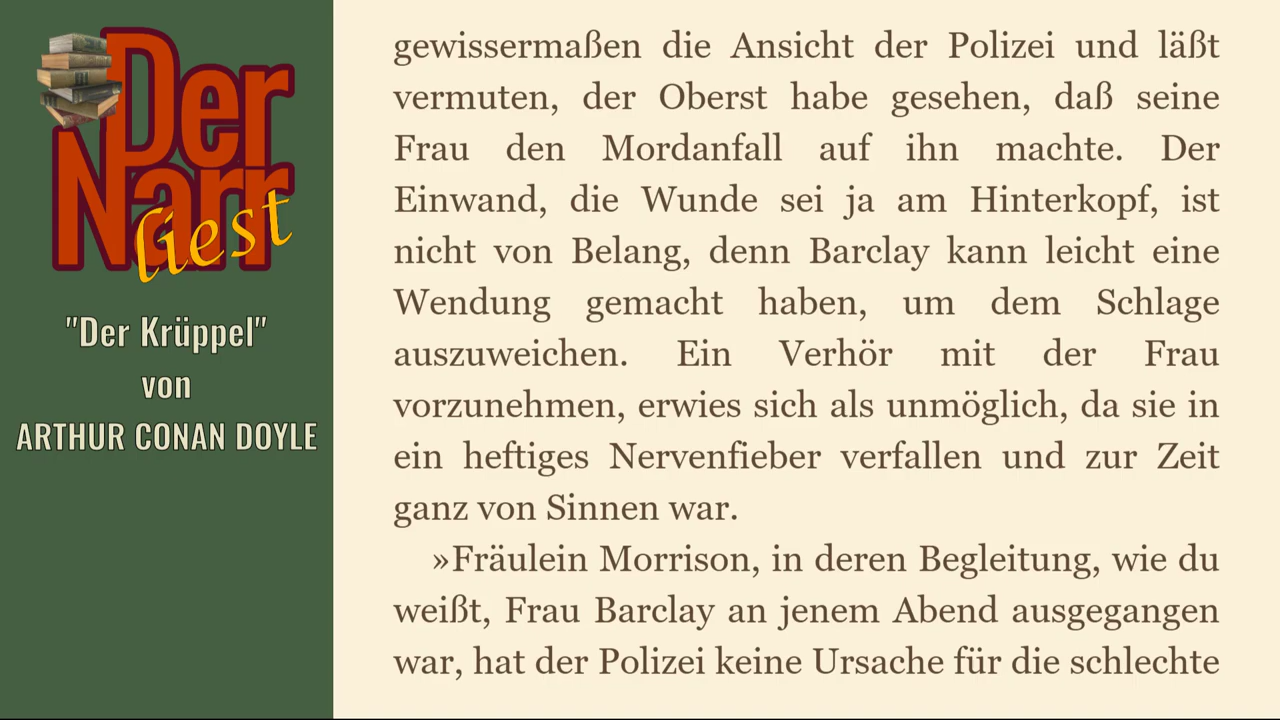 Der
Narr
liest
"Der Krüppel"
von
ARTHUR CONAN DOYLE
gewissermaßen die Ansicht der Polizei und läßt
vermuten, der Oberst habe gesehen, daß seine
Frau den Mordanfall auf ihn machte. Der
Einwand, die Wunde sei ja am Hinterkopf, ist
nicht von Belang, denn Barclay kann leicht eine
Wendung gemacht haben, um dem Schlage
auszuweichen. Ein Verhör mit der Frau
vorzunehmen, erwies sich als unmöglich, da sie in
ein heftiges Nervenfieber verfallen und zur Zeit
ganz von Sinnen war.
»Fräulein Morrison, in deren Begleitung, wie du
weißt, Frau Barclay an jenem Abend ausgegangen
war, hat der Polizei keine Ursache für die schlechte